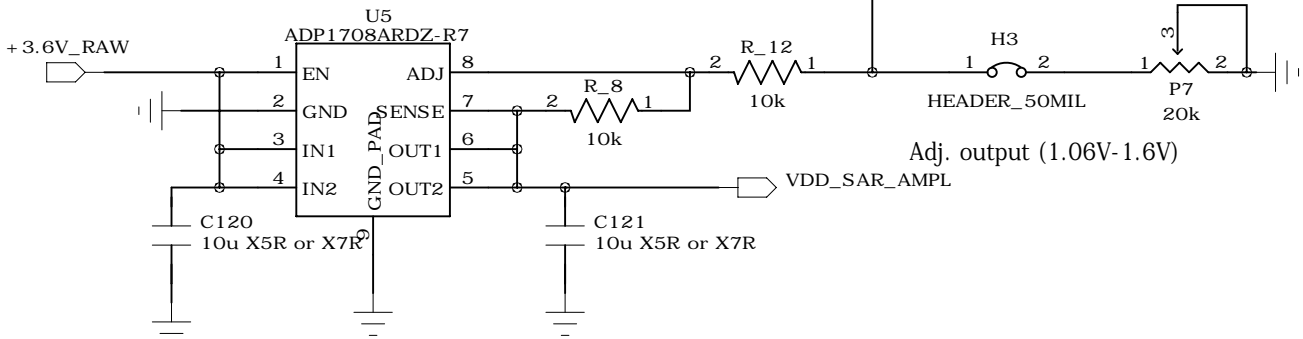 U5
ADP1708ARDZ-R7
+3.6V_RAW
1 EN
ADJ 8
2 GND
SENSE 7
3 IN1
OUT1 6
4 IN2
OUT2 5
GND_PAD
9
R_12
2 1
10k
R_8
2 1
10k
H3
1 2
HEADER_50MIL
3
1 2
P7
20k
Adj. output (1.06V-1.6V)
VDD_SAR_AMPL
C120
10u X5R or X7R
C121
10u X5R or X7R